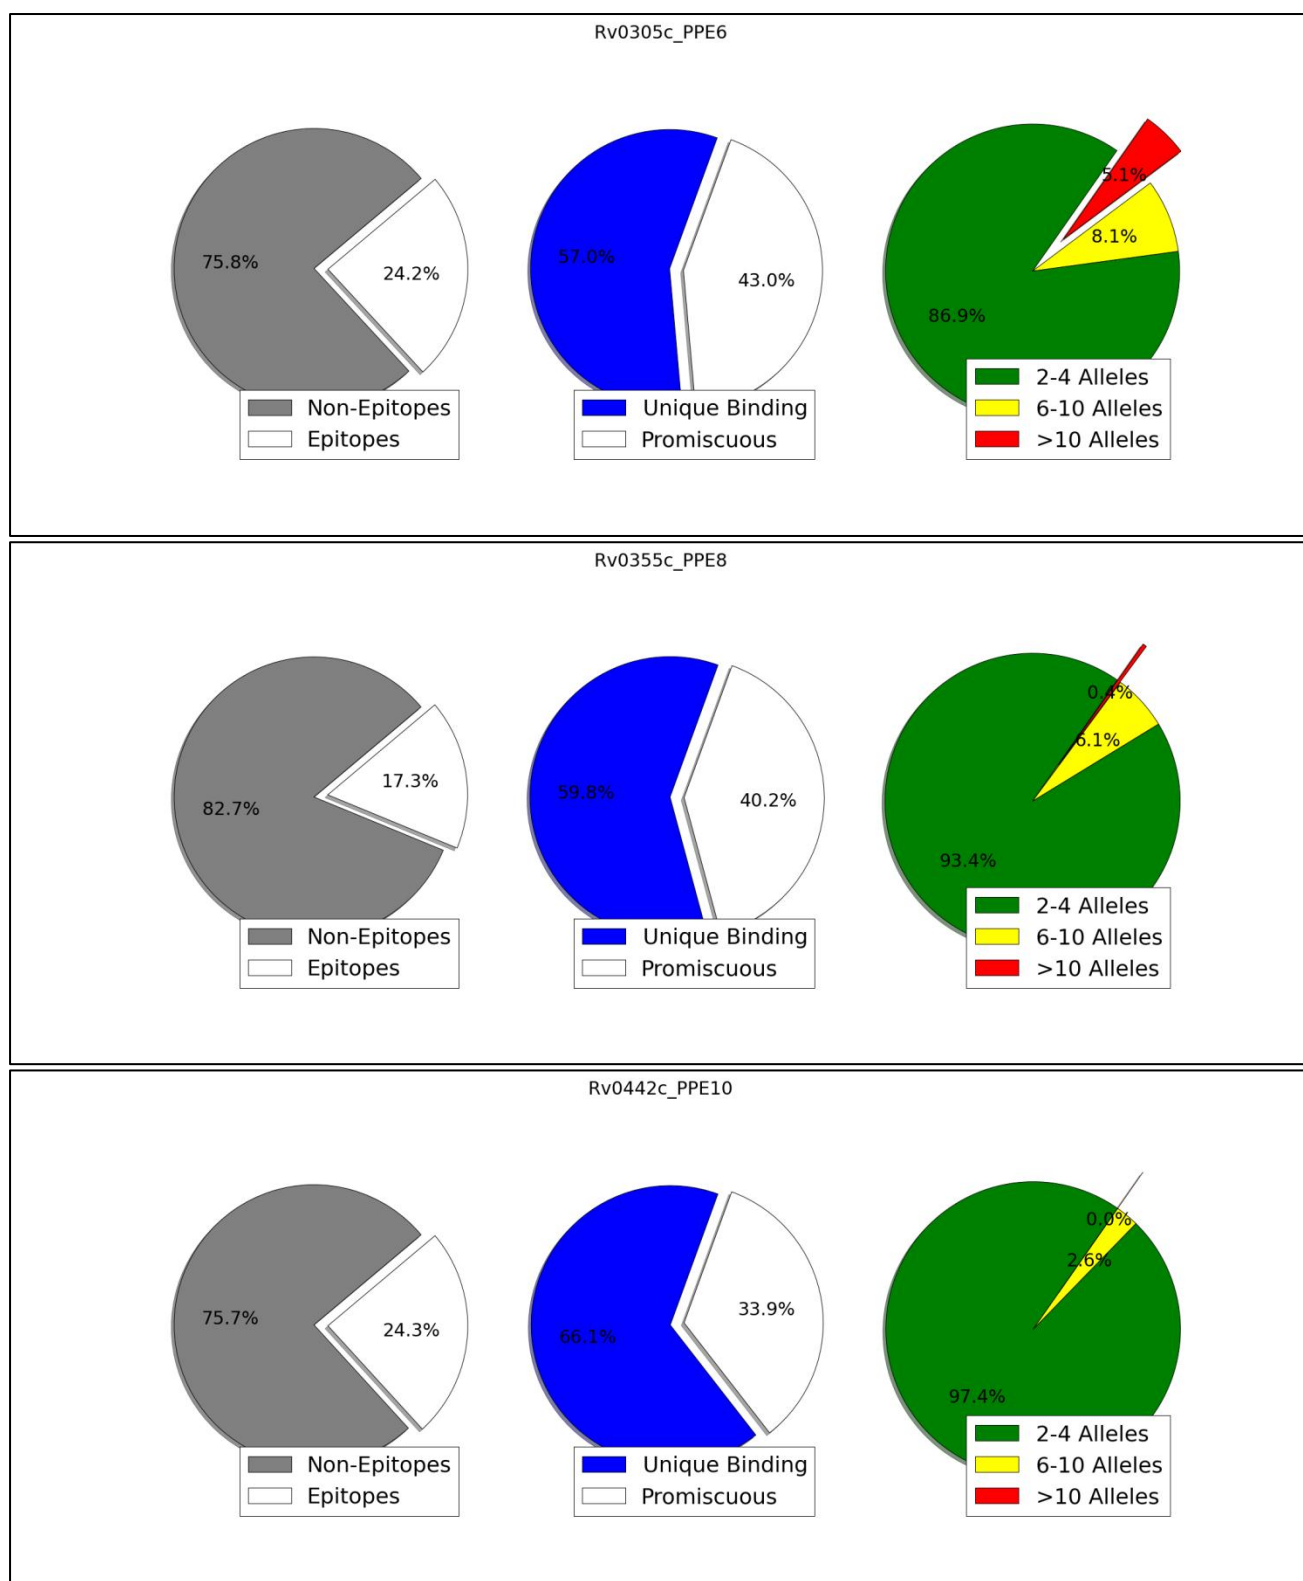 Rv0305c_PPE6
75.8%
24.2%
57.0%
43.0%
5.1%
8.1%
86.9%
Non-Epitopes
Epitopes
Unique Binding
Promiscuous
2-4 Alleles
6-10 Alleles
>10 Alleles
Rv0355c_PPE8
82.7%
17.3%
59.8%
40.2%
0.4%
6.1%
93.4%
Non-Epitopes
Epitopes
Unique Binding
Promiscuous
2-4 Alleles
6-10 Alleles
>10 Alleles
Rv0442c_PPE10
75.7%
24.3%
66.1%
33.9%
0.0%
2.6%
97.4%
Non-Epitopes
Epitopes
Unique Binding
Promiscuous
2-4 Alleles
6-10 Alleles
>10 Alleles